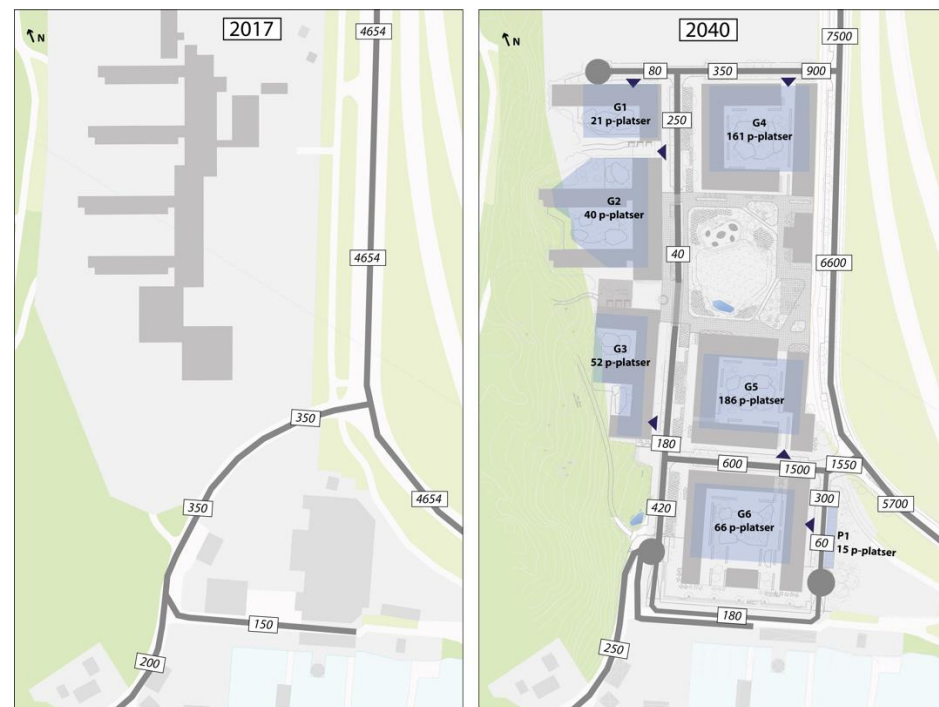 2017
N
4654
4654
350
350
4654
150
200
2040
N
7500
80
350
900
G1
21 p-platser
250
G4
161 p-platser
G2
40 p-platser
40
6600
G3
52 p-platser
G5
186 p-platser
180
600
1500
1550
420
G6
66 p-platser
300
5700
60
P1
15 p-platser
180
250